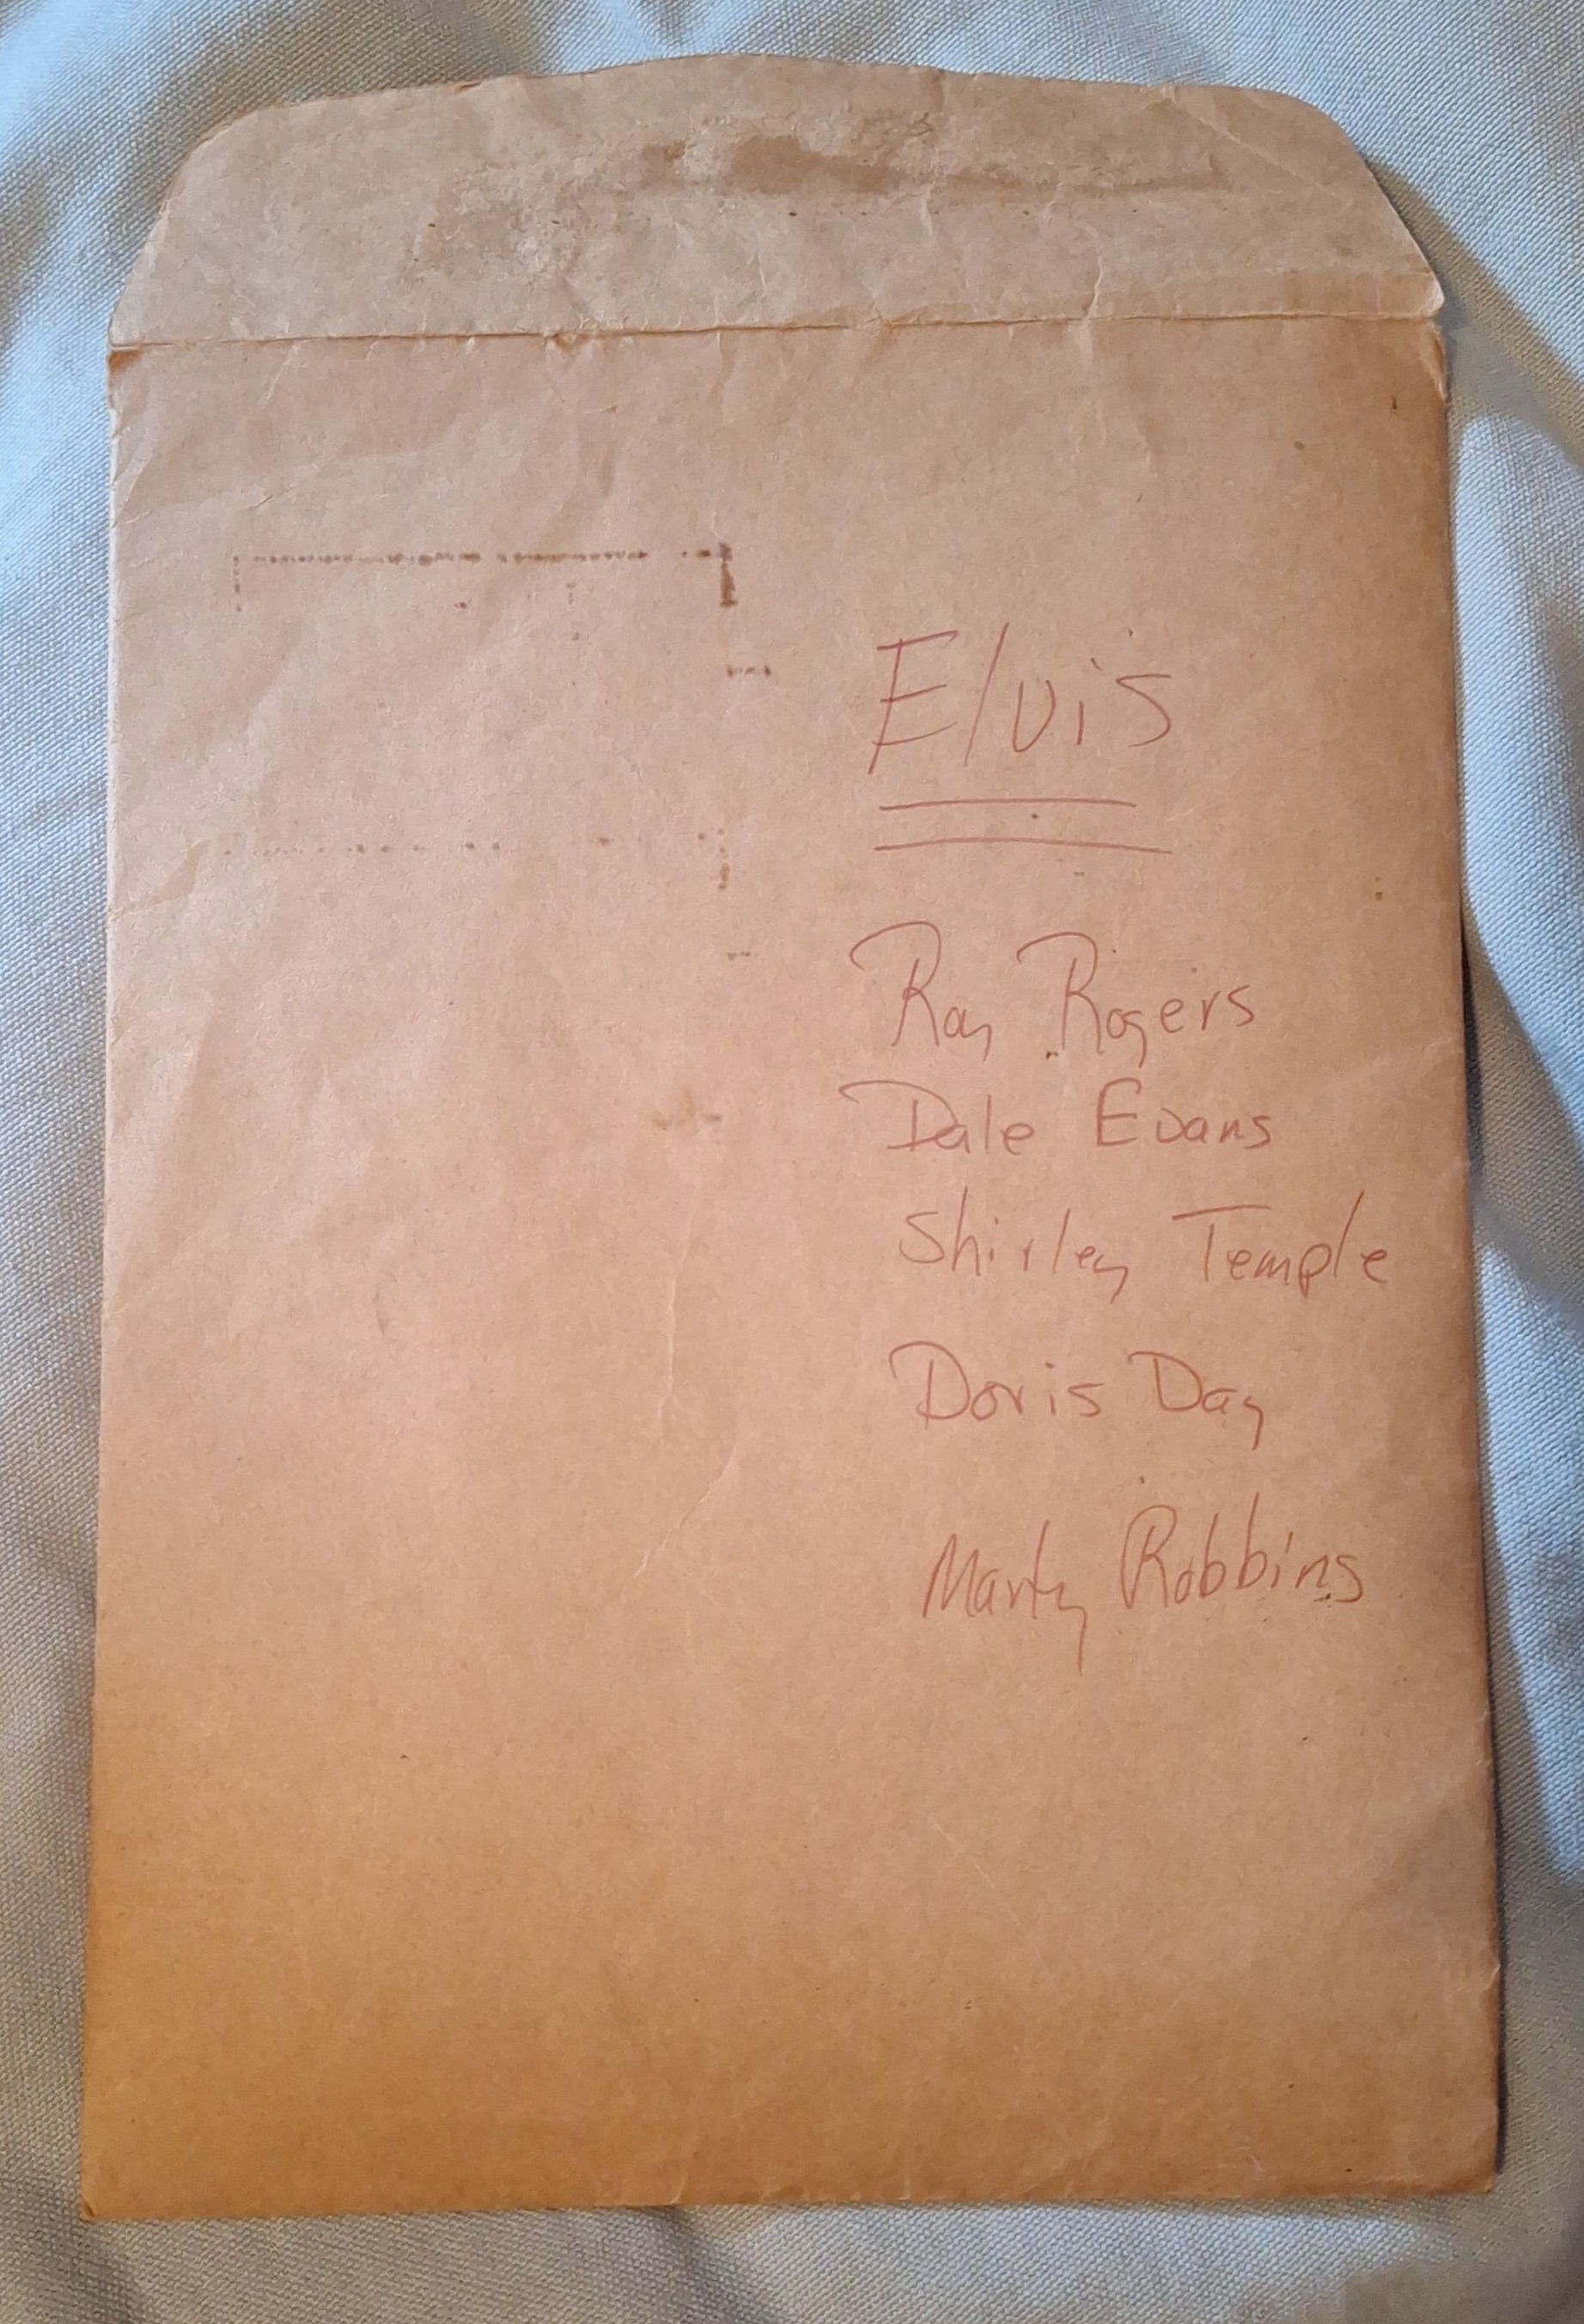 Elvis
Roy Rogers
Dale Evans
Shirley Temple
Doris Day
Marty Robbins